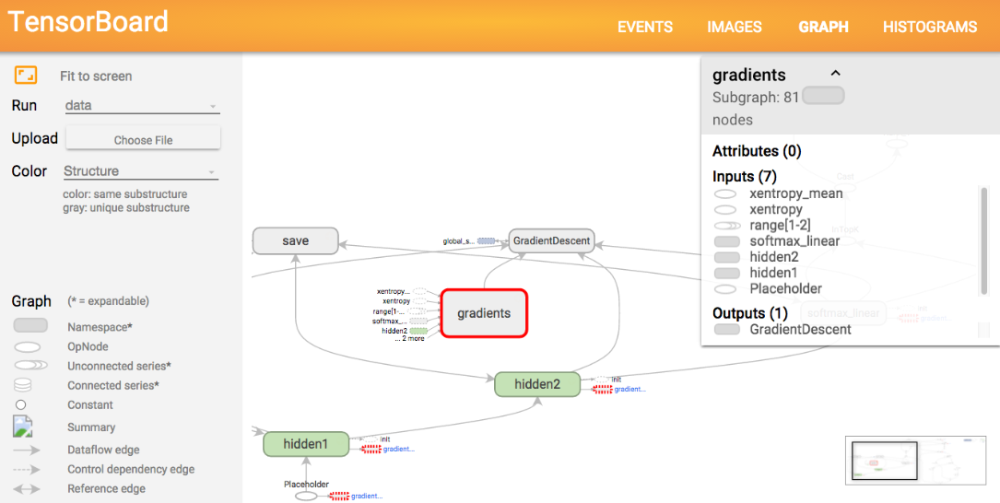 TensorBoard
EVENTS IMAGES GRAPH HISTOGRAMS
Fit to screen
Run data
Upload Choose File
Color Structure
color: same substructure
gray: unique substructure
Graph (* = expandable)
Namespace*
OpNode
Unconnected series*
Connected series*
Constant
Summary
Dataflow edge
Control dependency edge
Reference edge
save
global_s...
GradientDescent
xentropy...
xentropy
range[1-...
softmax_...
hidden2
... 2 more
gradients
hidden2
init
gradient...
hidden1
init
gradient...
Placeholder
gradient...
gradients
Subgraph: 81
nodes
Attributes (0)
Inputs (7)
xentropy_mean
xentropy
range[1-2]
softmax_linear
hidden2
hidden1
Placeholder
Outputs (1)
GradientDescent
Cast
InTopK
softmax_linear